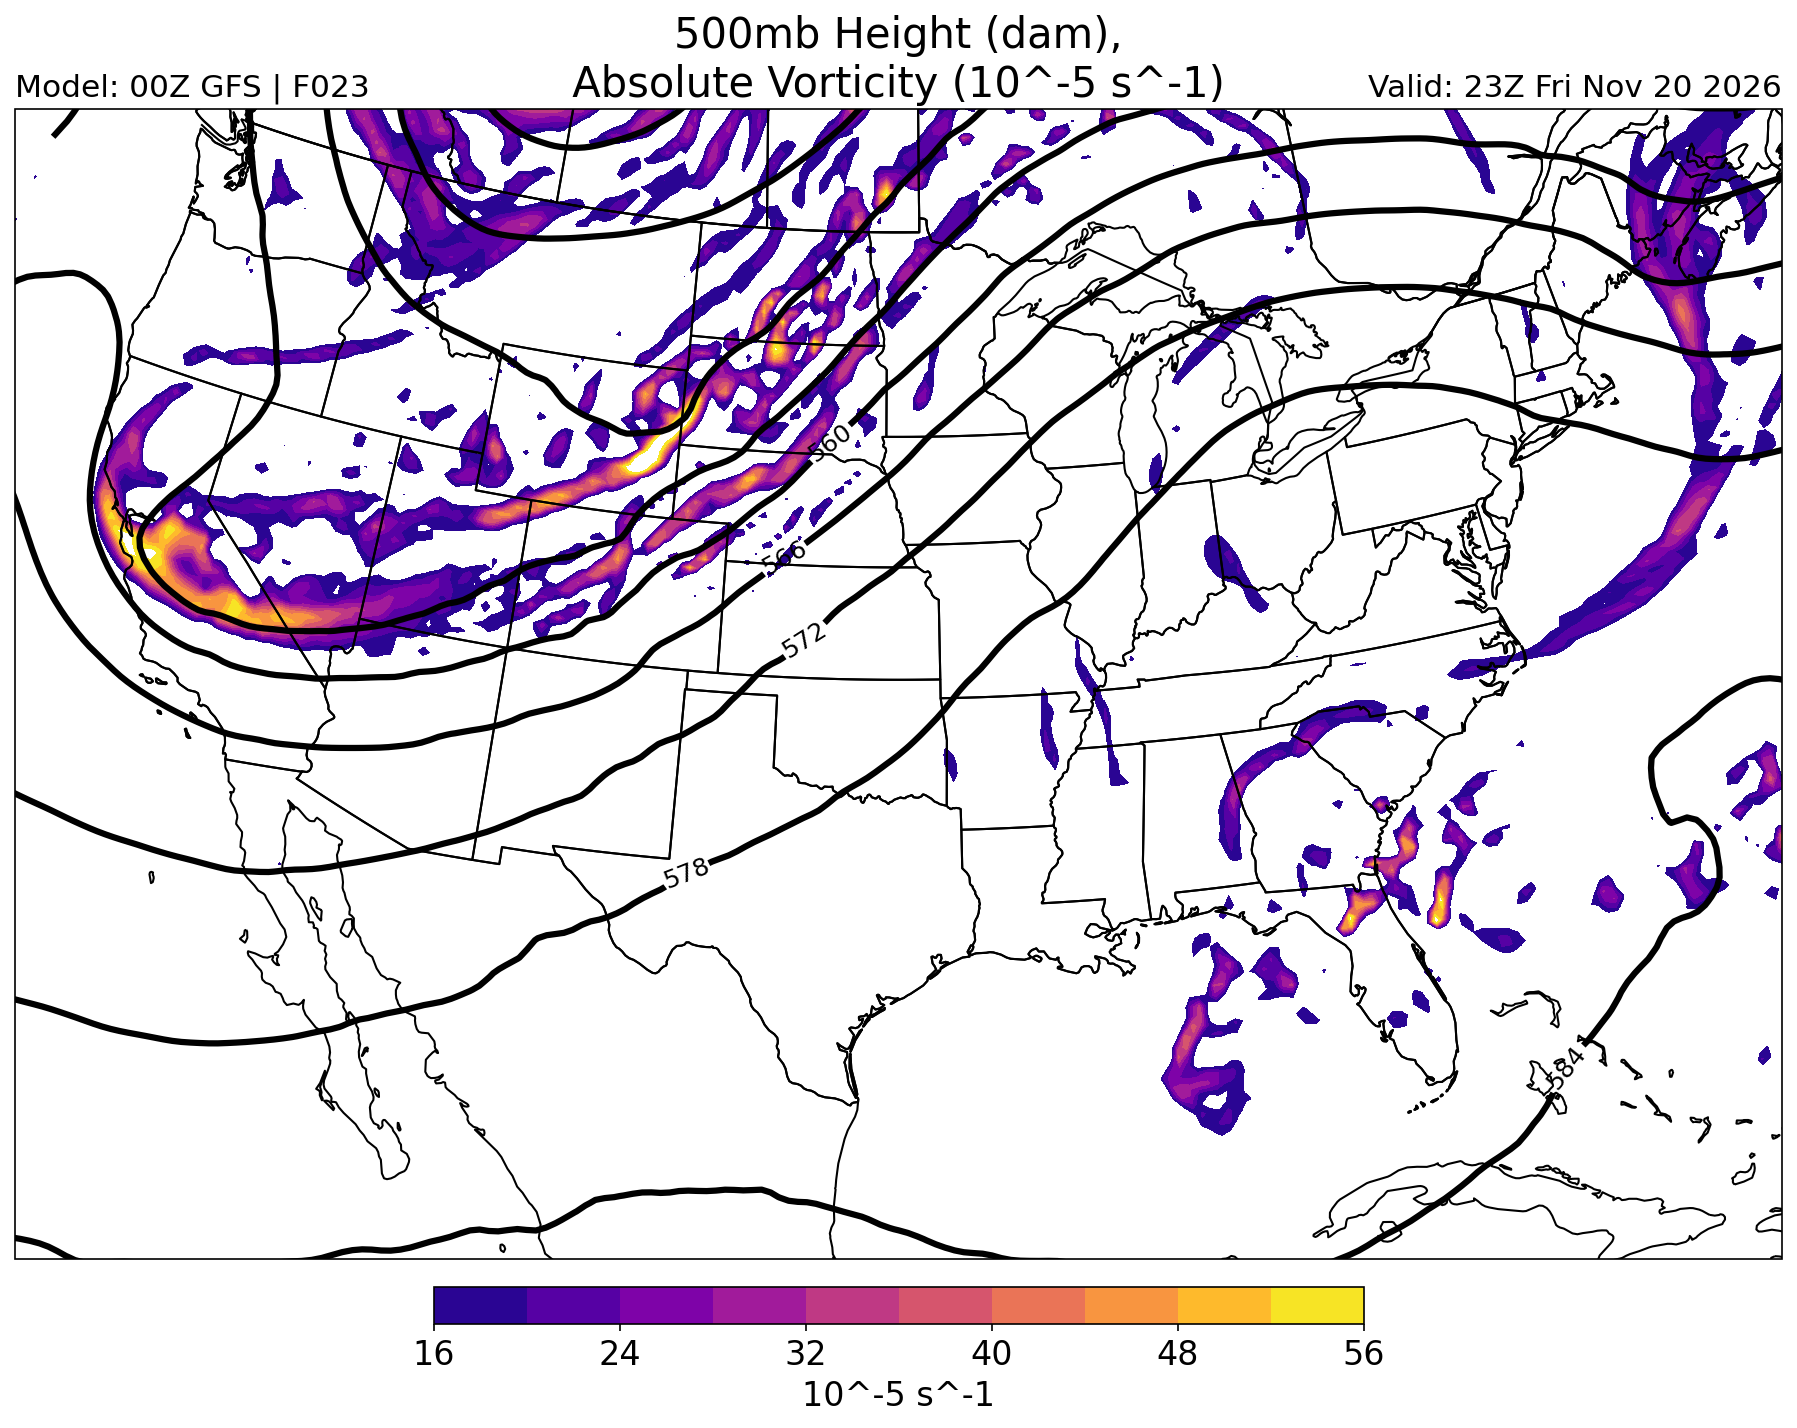 500mb Height (dam),
Model: 00Z GFS | F023
Absolute Vorticity (10^-5 s^-1)
Valid: 23Z Fri Nov 20 2026
560
566
572
578
584
16 24 32 40 48 56
10^-5 s^-1